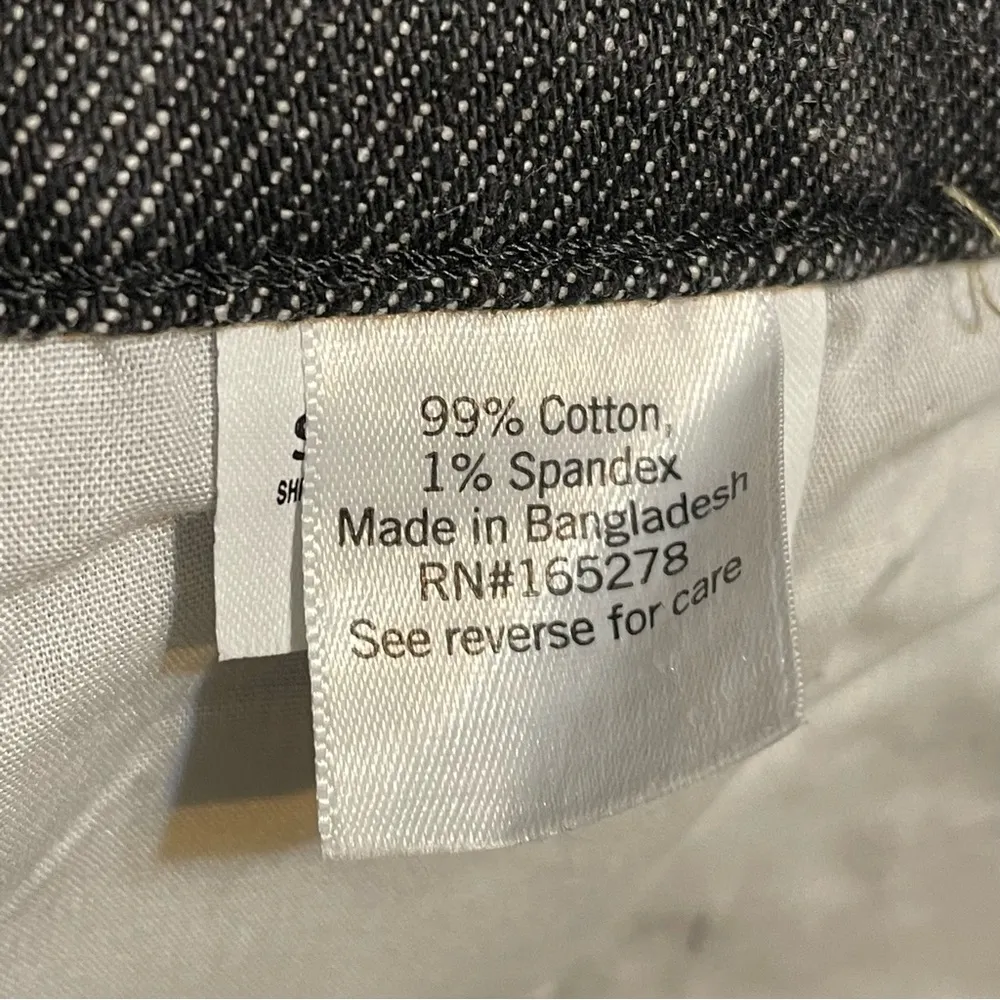 99% Cotton,
1% Spandex
Made in Bangladesh
RN#165278
See reverse for care